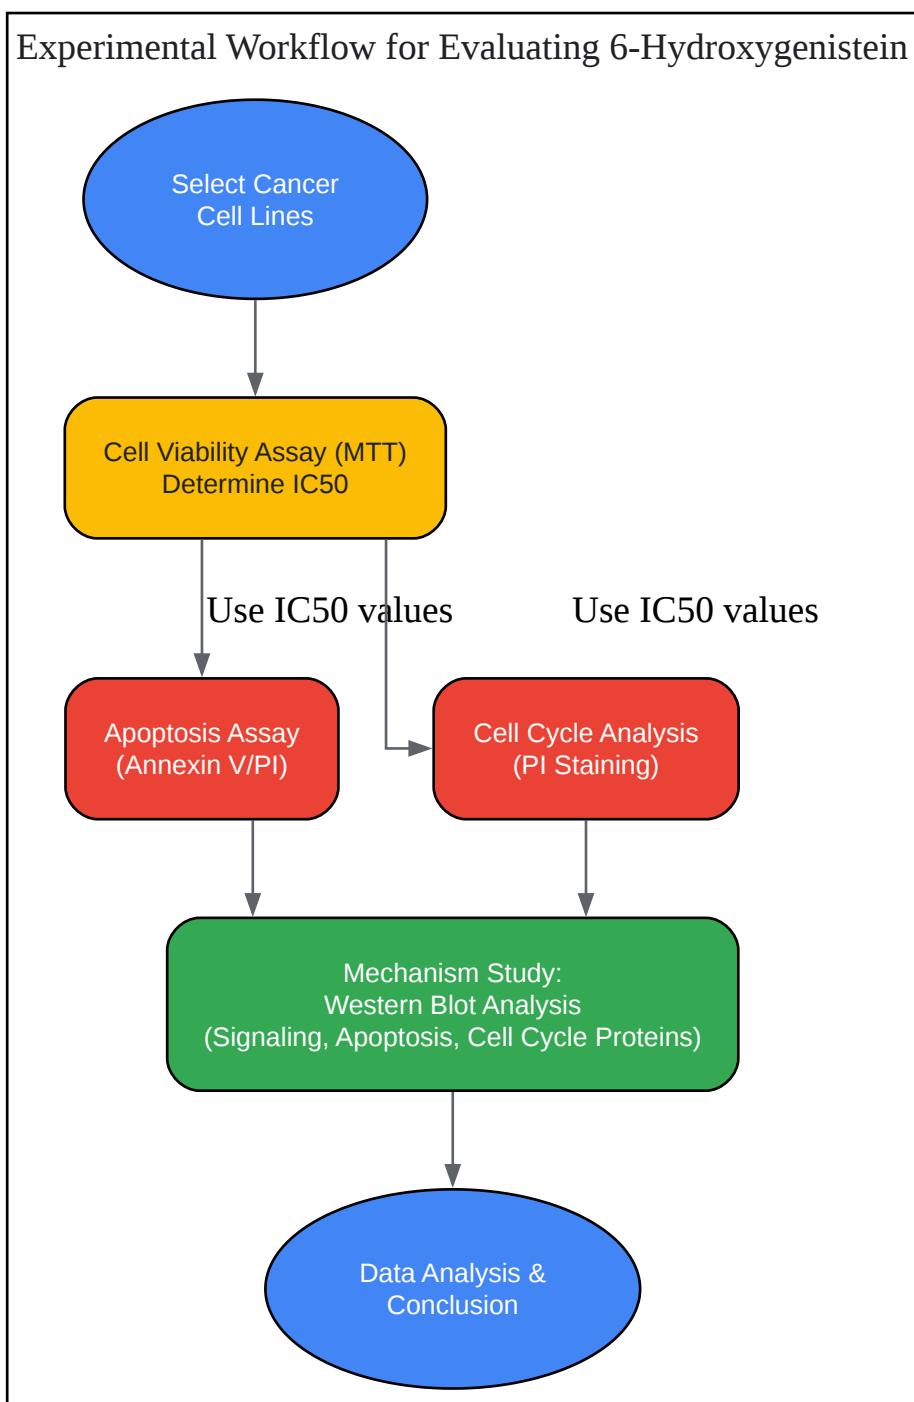 Experimental Workflow for Evaluating 6-Hydroxygenistein
Select Cancer
Cell Lines
Cell Viability Assay (MTT)
Determine IC50
Use IC50 values
Use IC50 values
Apoptosis Assay
(Annexin V/PI)
Cell Cycle Analysis
(PI Staining)
Mechanism Study:
Western Blot Analysis
(Signaling, Apoptosis, Cell Cycle Proteins)
Data Analysis &
Conclusion